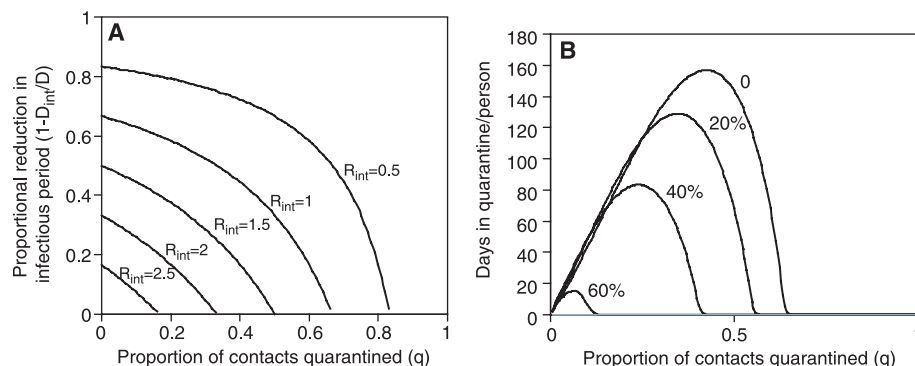 A
1
0.8
0.6
0.4
0.2
0
0 0.2 0.4 0.6 0.8 1
Proportional reduction in
infectious period (1-D_int/D)
R_int=0.5
R_int=1
R_int=1.5
R_int=2
R_int=2.5
Proportion of contacts quarantined (q)
B
180
160
140
120
100
80
60
40
20
0
0 0.5
Days in quarantine/person
0
20%
40%
60%
Proportion of contacts quarantined (q)